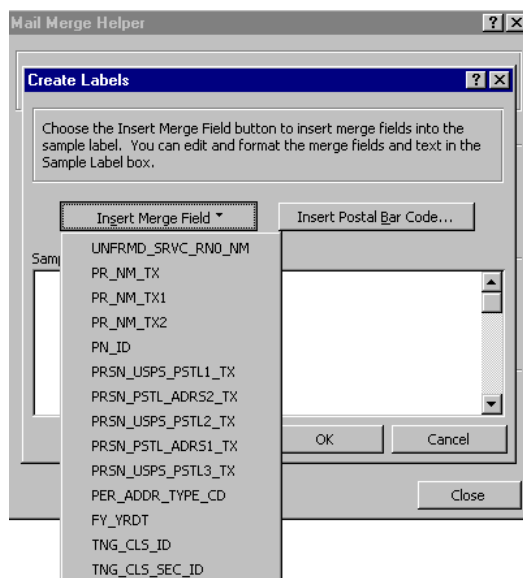 Mail Merge Helper
Create Labels
Choose the Insert Merge Field button to insert merge fields into the
sample label. You can edit and format the merge fields and text in the
Sample Label box.
Insert Merge Field
Insert Postal Bar Code...
Samp
UNFRMD_SRVC_RNO_NM
PR_NM_TX
PR_NM_TX1
PR_NM_TX2
PN_ID
PRSN_USPS_PSTL1_TX
PRSN_PSTL_ADRS2_TX
PRSN_USPS_PSTL2_TX
PRSN_PSTL_ADRS1_TX
PRSN_USPS_PSTL3_TX
PER_ADDR_TYPE_CD
FY_YRDT
TNG_CLS_ID
TNG_CLS_SEC_ID
OK
Cancel
Close